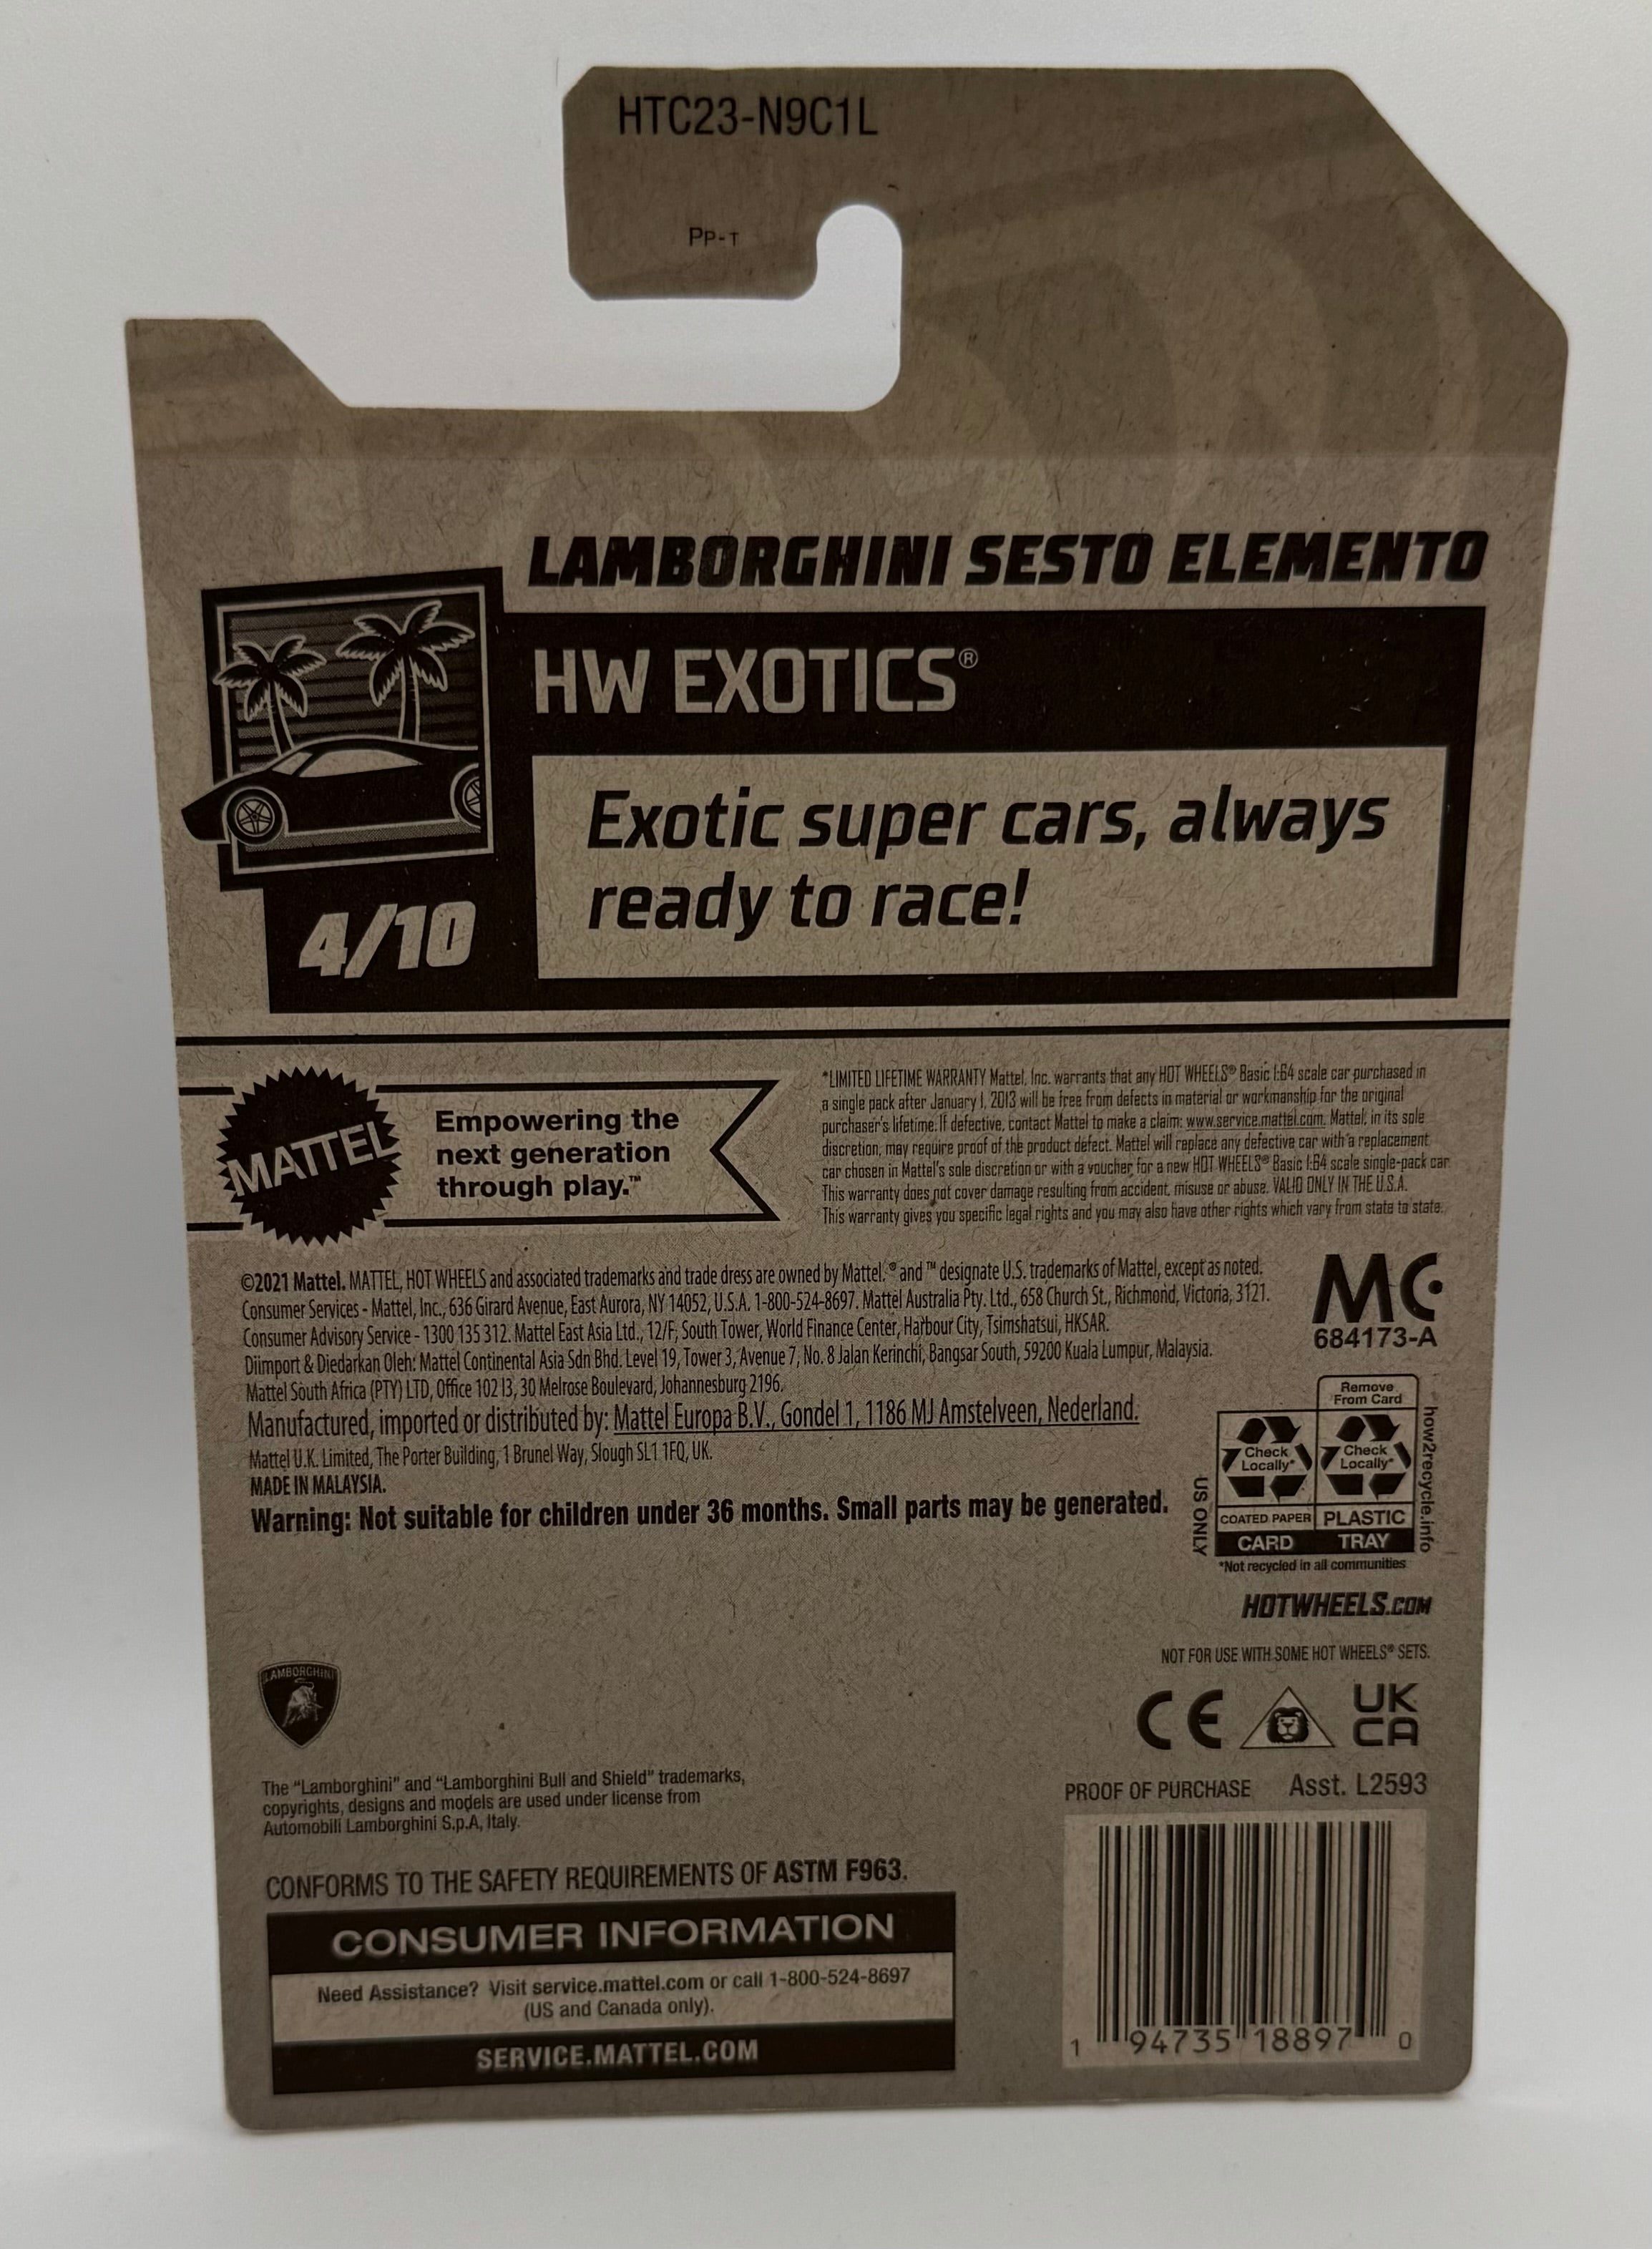 HTC23-N9C1L
PP-T
LAMBORGHINI SESTO ELEMENTO
HW EXOTICS®
Exotic super cars, always
ready to race!
4/10
MATTEL
Empowering the
next generation
through play.™
*LIMITED LIFETIME WARRANTY Mattel, Inc. warrants that any HOT WHEELS® Basic 1:64 scale car purchased in
a single pack after January 1, 2013 will be free from defects in material or workmanship for the original
purchaser's lifetime. If defective, contact Mattel to make a claim: www.service.mattel.com. Mattel, in its sole
discretion, may require proof of the product defect. Mattel will replace any defective car with a replacement
car chosen in Mattel's sole discretion or with a voucher for a new HOT WHEELS® Basic 1:64 scale single-pack car.
This warranty does not cover damage resulting from accident, misuse or abuse. VALID ONLY IN THE U.S.A.
This warranty gives you specific legal rights and you may also have other rights which vary from state to state.
©2021 Mattel. MATTEL, HOT WHEELS and associated trademarks and trade dress are owned by Mattel. ® and ™ designate U.S. trademarks of Mattel, except as noted.
Consumer Services - Mattel, Inc., 636 Girard Avenue, East Aurora, NY 14052, U.S.A. 1-800-524-8697. Mattel Australia Pty. Ltd., 658 Church St., Richmond, Victoria, 3121.
Consumer Advisory Service - 1300 135 312. Mattel East Asia Ltd., 12/F, South Tower, World Finance Center, Harbour City, Tsimshatsui, HKSAR.
Diimport & Diedarkan Oleh: Mattel Continental Asia Sdn Bhd. Level 19, Tower 3, Avenue 7, No. 8 Jalan Kerinchi, Bangsar South, 59200 Kuala Lumpur, Malaysia.
Mattel South Africa (PTY) LTD, Office 102 I3, 30 Melrose Boulevard, Johannesburg 2196.
Manufactured, imported or distributed by: Mattel Europa B.V., Gondel 1, 1186 MJ Amstelveen, Nederland.
Mattel U.K. Limited, The Porter Building, 1 Brunel Way, Slough SL1 1FQ, UK.
MADE IN MALAYSIA.
Warning: Not suitable for children under 36 months. Small parts may be generated.
MC
684173-A
Remove
From Card
Check
Locally*
Check
Locally*
COATED PAPER
PLASTIC
CARD
TRAY
US ONLY
how2recycle.info
*Not recycled in all communities
HOTWHEELS.COM
NOT FOR USE WITH SOME HOT WHEELS® SETS.
CE
UK
CA
LAMBORGHINI
The “Lamborghini” and “Lamborghini Bull and Shield” trademarks,
copyrights, designs and models are used under license from
Automobili Lamborghini S.p.A, Italy.
PROOF OF PURCHASE Asst. L2593
CONFORMS TO THE SAFETY REQUIREMENTS OF ASTM F963.
CONSUMER INFORMATION
Need Assistance? Visit service.mattel.com or call 1-800-524-8697
(US and Canada only).
SERVICE.MATTEL.COM
1 94735 18897 0